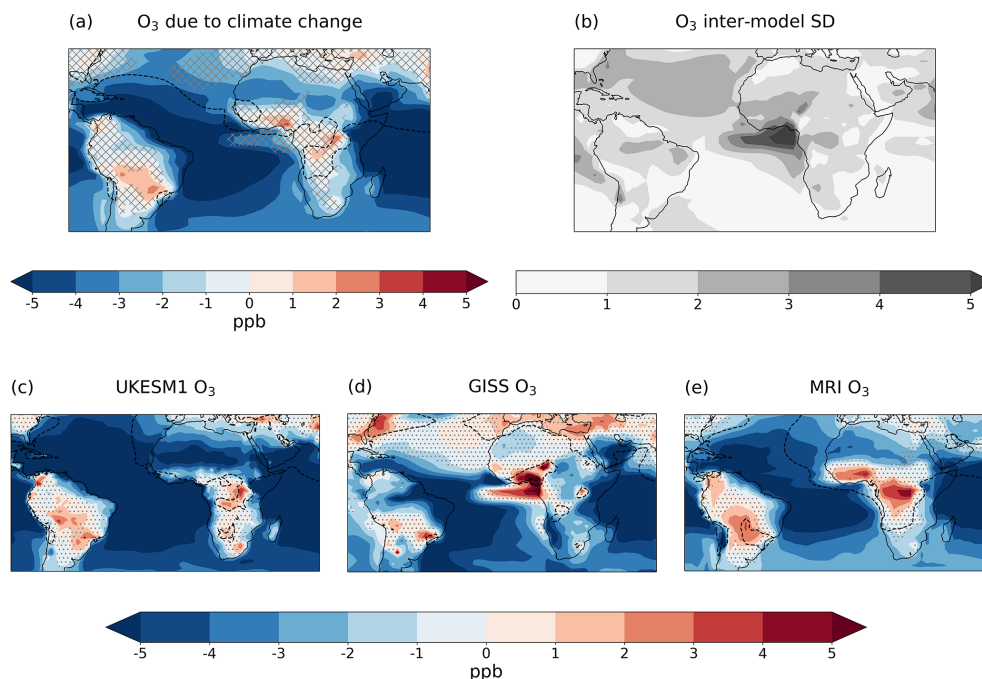 (a) O₃ due to climate change
(b) O₃ inter-model SD
-5 -4 -3 -2 -1 0 1 2 3 4 5
ppb
0 1 2 3 4 5
(c) UKESM1 O₃
(d) GISS O₃
(e) MRI O₃
-5 -4 -3 -2 -1 0 1 2 3 4 5
ppb